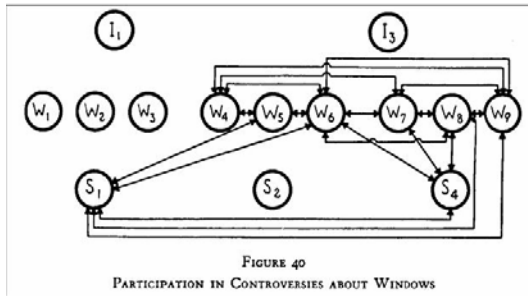 I₁ I₃
W₁ W₂ W₃ W₄ W₅ W₆ W₇ W₈ W₉
S₁ S₂ S₄
FIGURE 40
PARTICIPATION IN CONTROVERSIES ABOUT WINDOWS